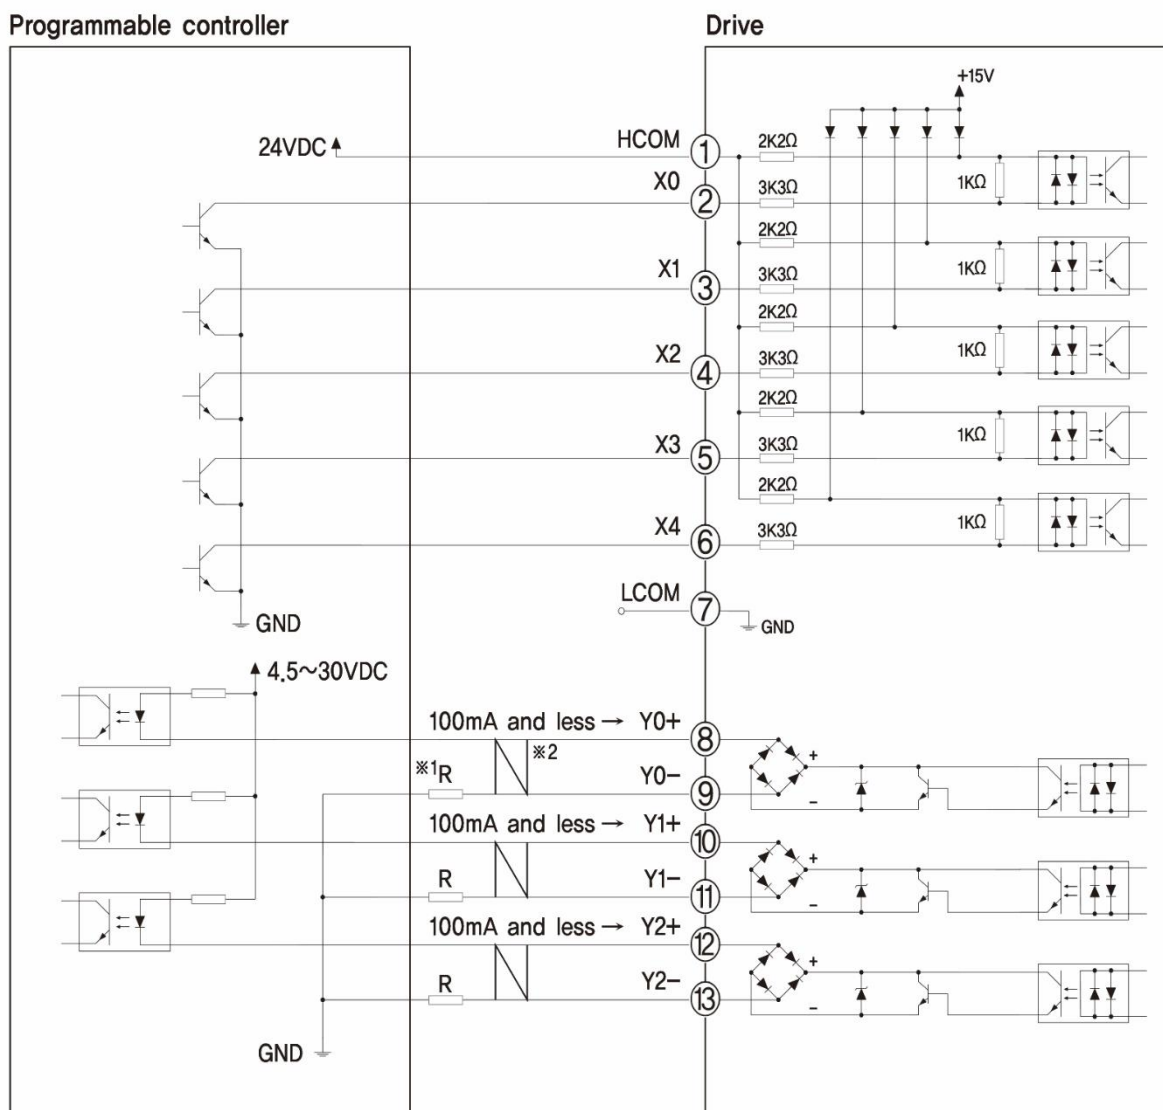 Programmable controller
Drive
+15V
24VDC
HCOM
1
2K2Ω
X0
2
3K3Ω
1KΩ
2K2Ω
X1
3
3K3Ω
1KΩ
2K2Ω
X2
4
3K3Ω
1KΩ
2K2Ω
X3
5
3K3Ω
1KΩ
2K2Ω
X4
6
3K3Ω
1KΩ
LCOM
7
GND
GND
4.5~30VDC
100mA and less → Y0+
8
※1 R
※2
Y0-
9
+
-
100mA and less → Y1+
10
R
Y1-
11
+
-
100mA and less → Y2+
12
R
Y2-
13
+
-
GND